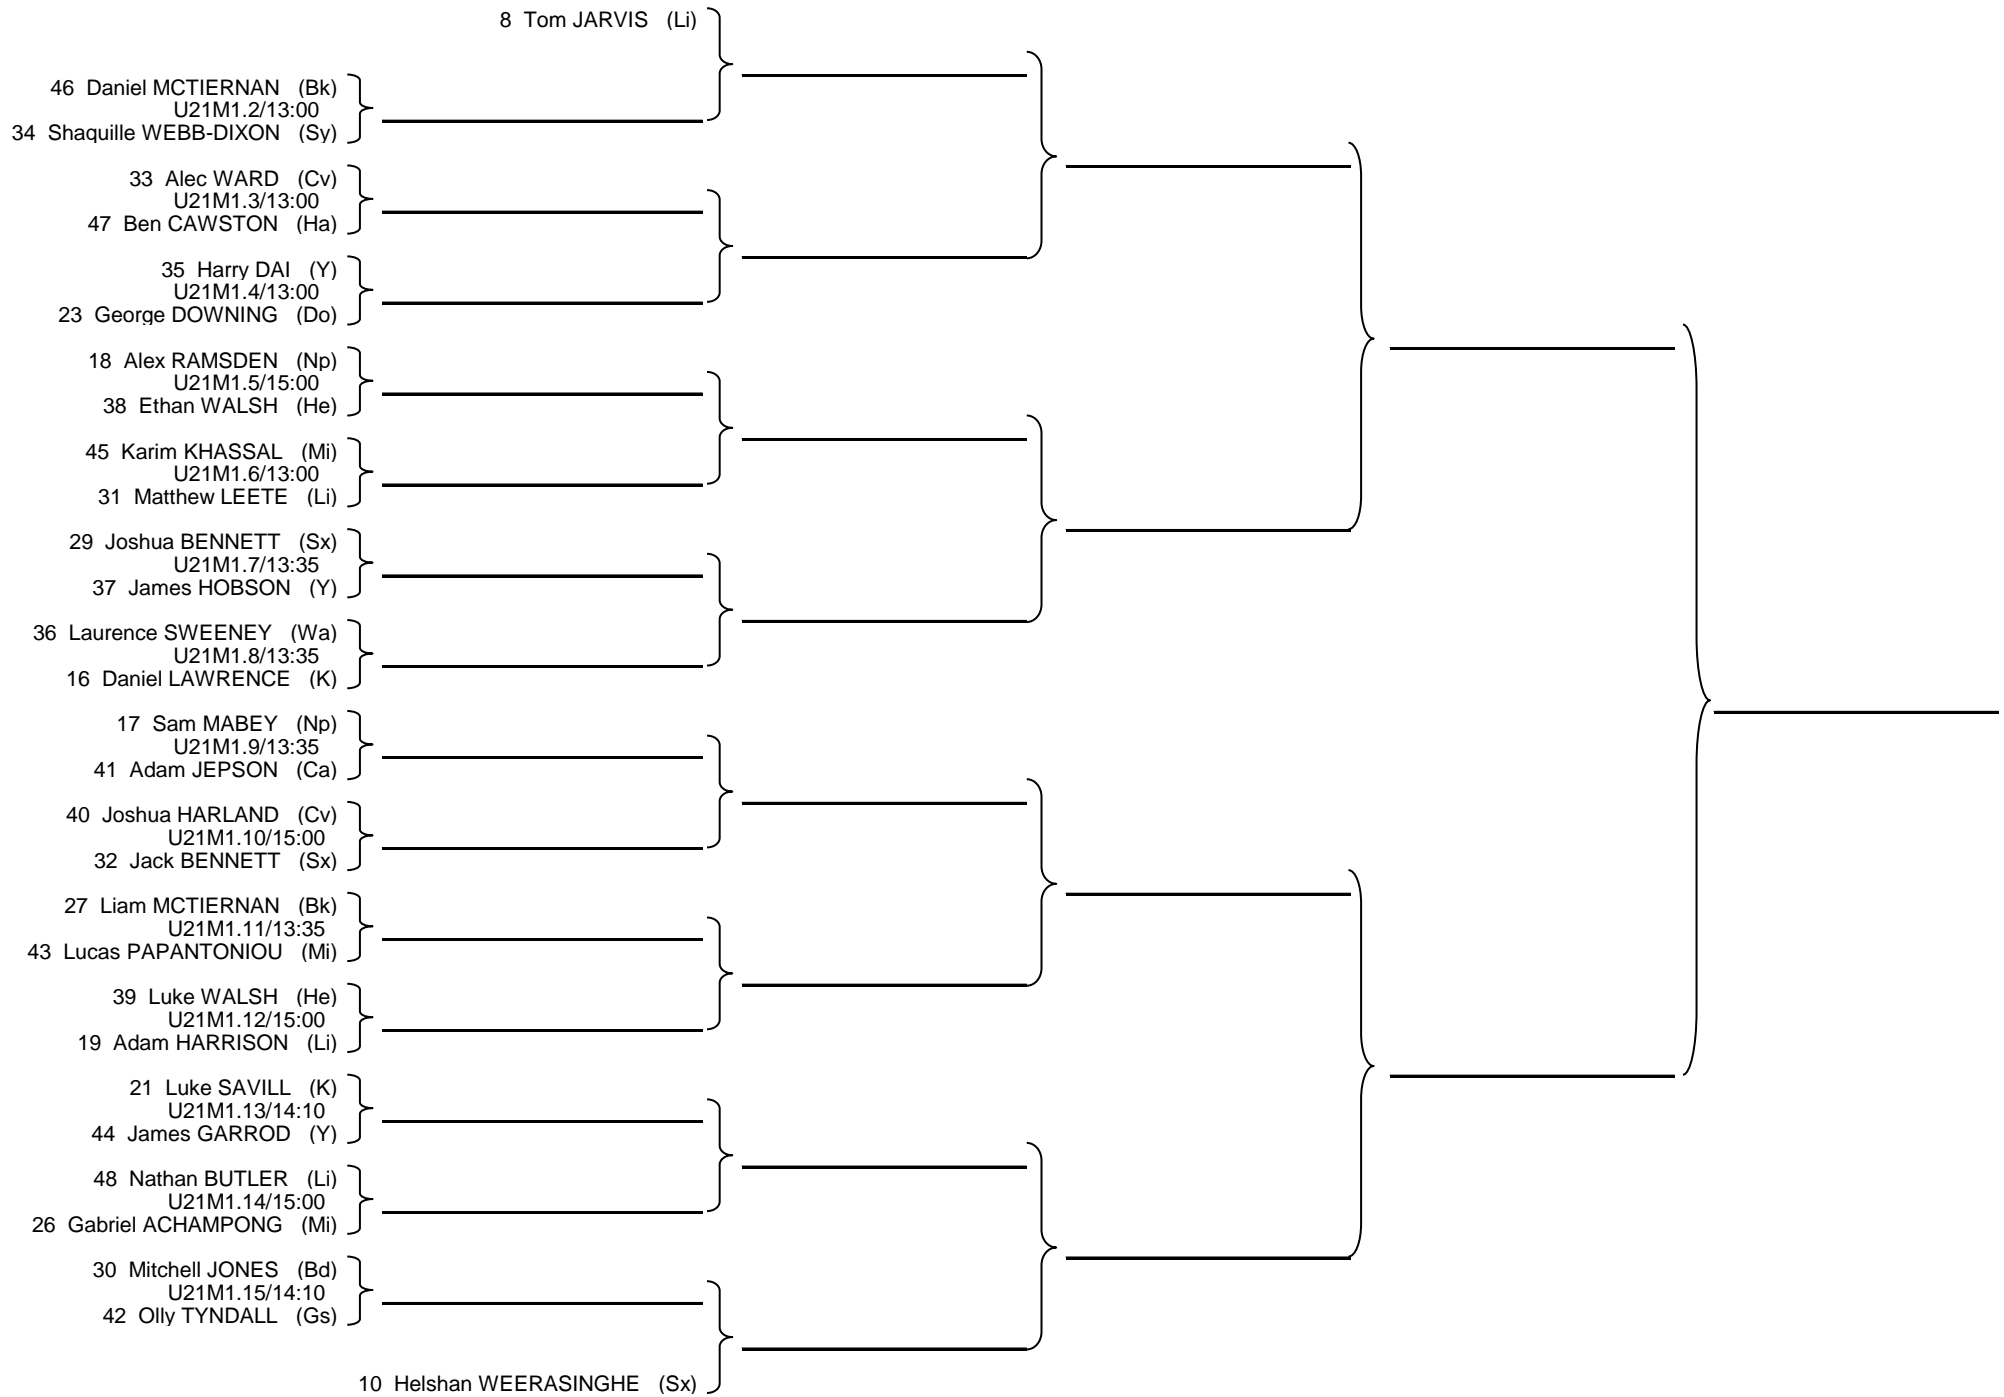 8 Tom JARVIS (Li)
46 Daniel MCTIERNAN (Bk)
U21M1.2/13:00
34 Shaquille WEBB-DIXON (Sy)
33 Alec WARD (Cv)
U21M1.3/13:00
47 Ben CAWSTON (Ha)
35 Harry DAI (Y)
U21M1.4/13:00
23 George DOWNING (Do)
18 Alex RAMSDEN (Np)
U21M1.5/15:00
38 Ethan WALSH (He)
45 Karim KHASSAL (Mi)
U21M1.6/13:00
31 Matthew LEETE (Li)
29 Joshua BENNETT (Sx)
U21M1.7/13:35
37 James HOBSON (Y)
36 Laurence SWEENEY (Wa)
U21M1.8/13:35
16 Daniel LAWRENCE (K)
17 Sam MABEY (Np)
U21M1.9/13:35
41 Adam JEPSON (Ca)
40 Joshua HARLAND (Cv)
U21M1.10/15:00
32 Jack BENNETT (Sx)
27 Liam MCTIERNAN (Bk)
U21M1.11/13:35
43 Lucas PAPANTONIOU (Mi)
39 Luke WALSH (He)
U21M1.12/15:00
19 Adam HARRISON (Li)
21 Luke SAVILL (K)
U21M1.13/14:10
44 James GARROD (Y)
48 Nathan BUTLER (Li)
U21M1.14/15:00
26 Gabriel ACHAMPONG (Mi)
30 Mitchell JONES (Bd)
U21M1.15/14:10
42 Olly TYNDALL (Gs)
10 Helshan WEERASINGHE (Sx)